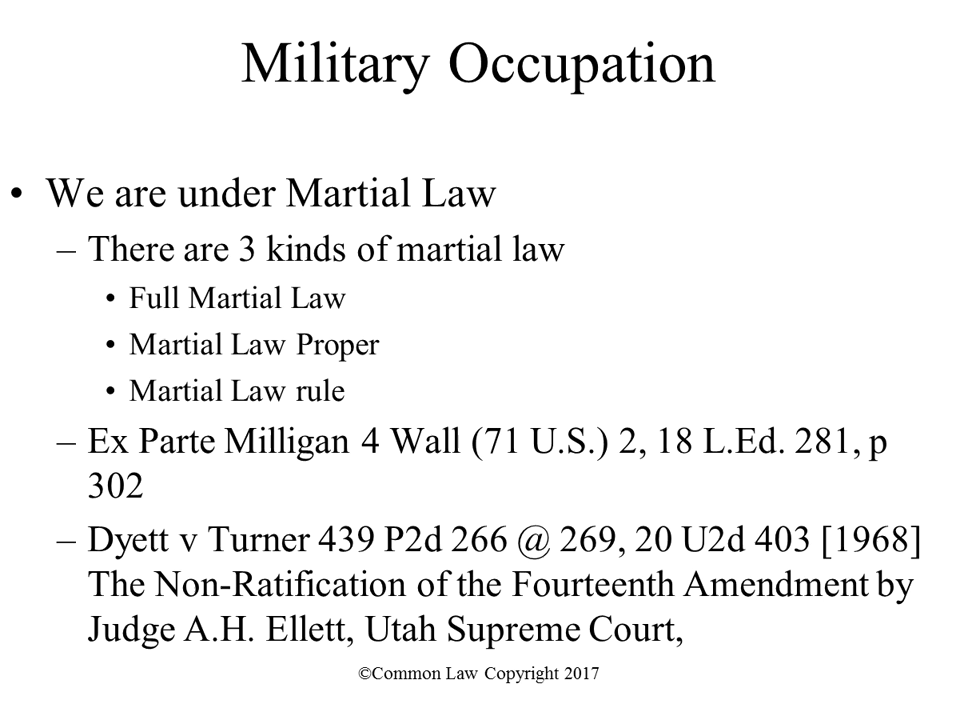 Military Occupation
• We are under Martial Law
– There are 3 kinds of martial law
• Full Martial Law
• Martial Law Proper
• Martial Law rule
– Ex Parte Milligan 4 Wall (71 U.S.) 2, 18 L.Ed. 281, p
302
– Dyett v Turner 439 P2d 266 @ 269, 20 U2d 403 [1968]
The Non-Ratification of the Fourteenth Amendment by
Judge A.H. Ellett, Utah Supreme Court,
©Common Law Copyright 2017